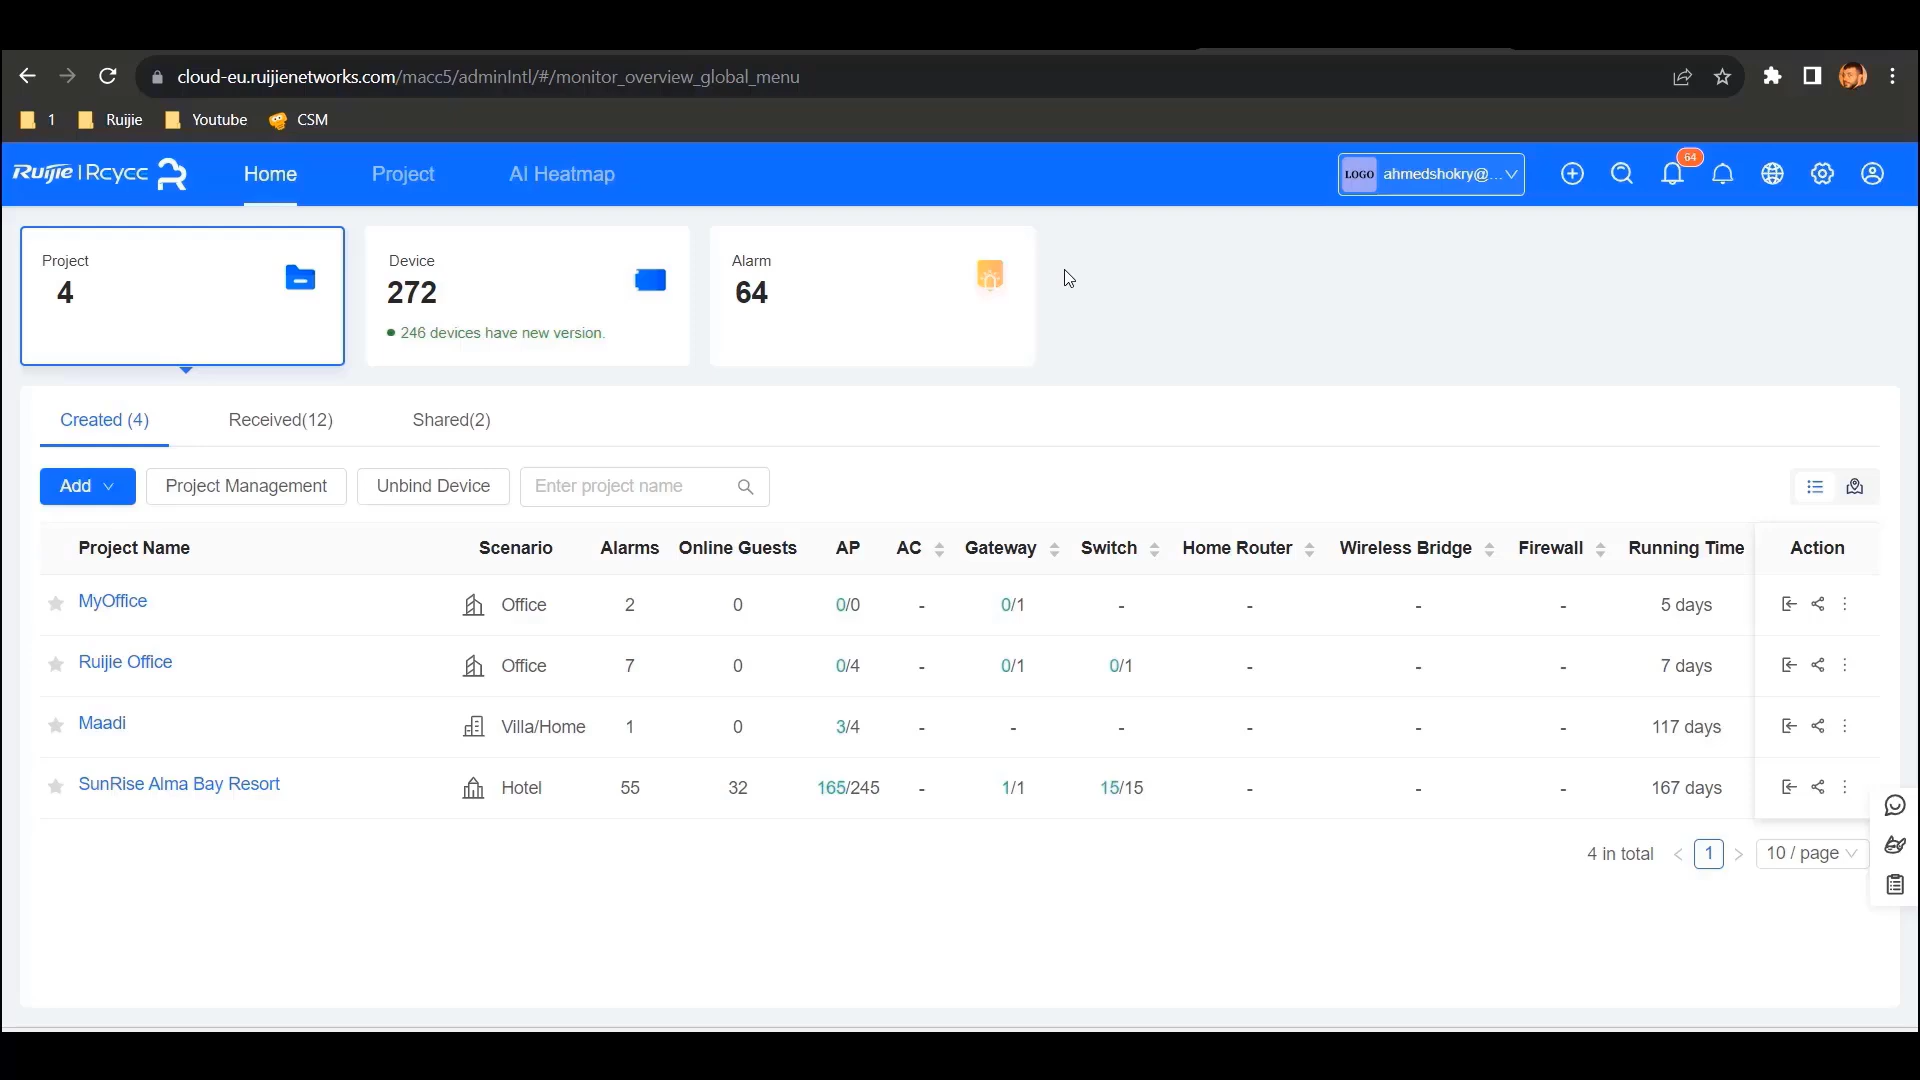 cloud-eu.ruijienetworks.com/macc5/adminIntl/#/monitor_overview_global_menu
1 Ruijie Youtube CSM
Ruijie | Rcycc Home Project AI Heatmap LOGO ahmedshokry@... 64
Project Device Alarm
4 272 64
246 devices have new version.
Created (4) Received(12) Shared(2)
Add Project Management Unbind Device Enter project name
Project Name Scenario Alarms Online Guests AP AC Gateway Switch Home Router Wireless Bridge Firewall Running Time Action
MyOffice Office 2 0 0/0 - 0/1 - - - - 5 days
Ruijie Office Office 7 0 0/4 - 0/1 0/1 - - - 7 days
Maadi Villa/Home 1 0 3/4 - - - - - - 117 days
SunRise Alma Bay Resort Hotel 55 32 165/245 - 1/1 15/15 - - - 167 days
4 in total < 1 > 10 / page